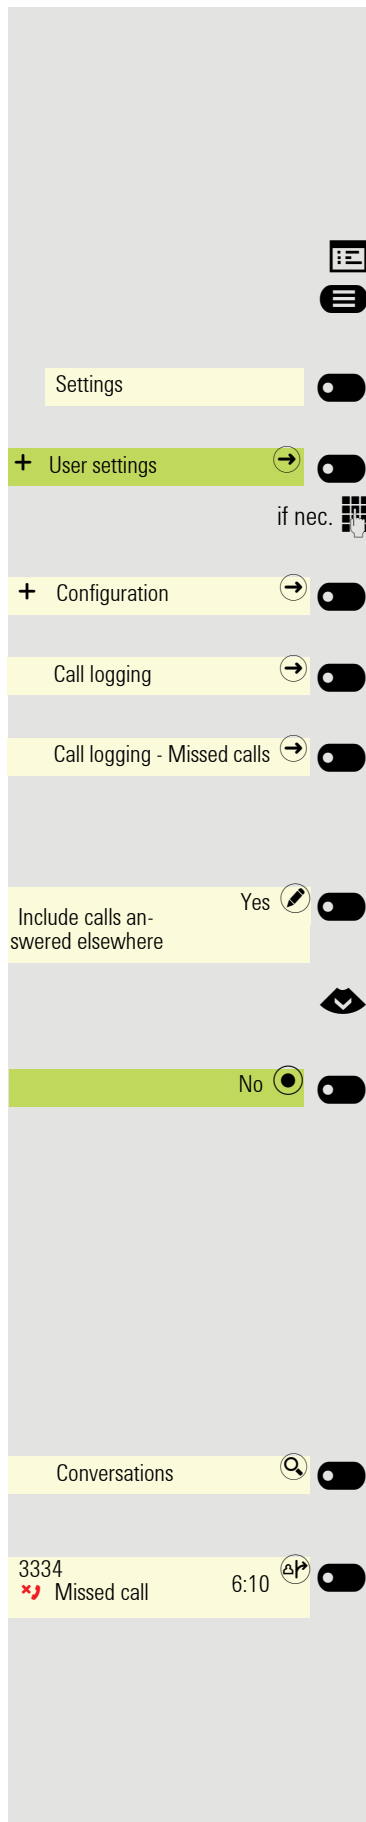 Settings
+ User settings
if nec.
+ Configuration
Call logging
Call logging - Missed calls
Yes
Include calls an-
swered elsewhere
No
Conversations
3334
Missed call 6:10